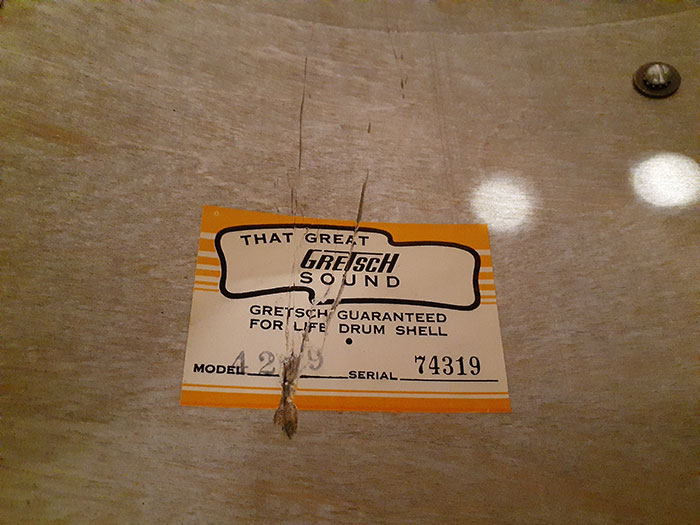 THAT GREAT
GRETSCH
SOUND
GRETSCH GUARANTEED
FOR LIFE DRUM SHELL
MODEL SERIAL 74319